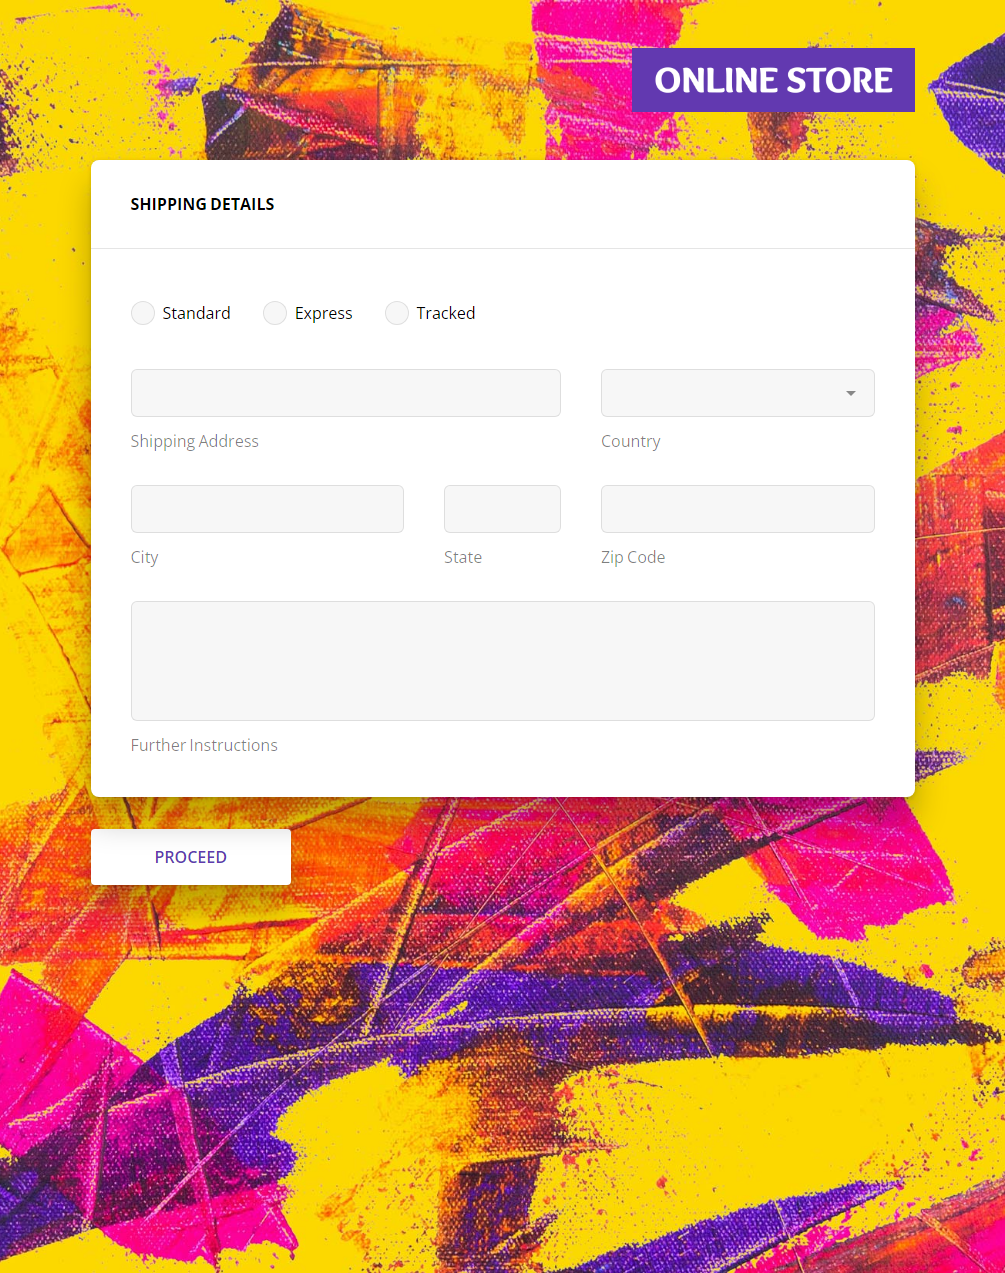 ONLINE STORE
SHIPPING DETAILS
Standard Express Tracked
Shipping Address Country
City State Zip Code
Further Instructions
PROCEED